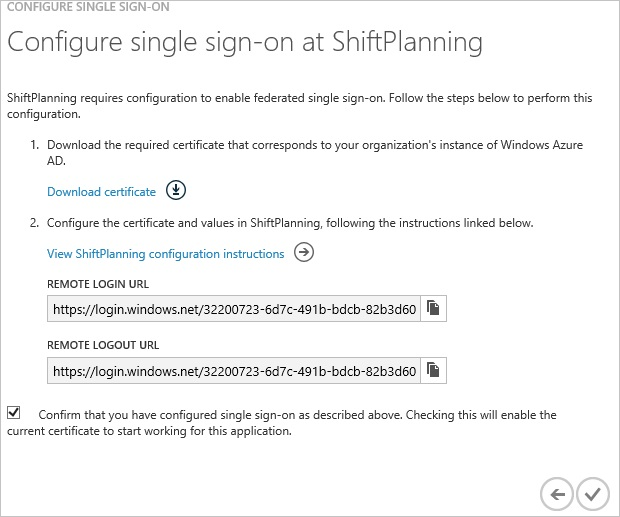 CONFIGURE SINGLE SIGN-ON
Configure single sign-on at ShiftPlanning
ShiftPlanning requires configuration to enable federated single sign-on. Follow the steps below to perform this
configuration.
1. Download the required certificate that corresponds to your organization's instance of Windows Azure
AD.
Download certificate
2. Configure the certificate and values in ShiftPlanning, following the instructions linked below.
View ShiftPlanning configuration instructions
REMOTE LOGIN URL
https://login.windows.net/32200723-6d7c-491b-bdcb-82b3d60
REMOTE LOGOUT URL
https://login.windows.net/32200723-6d7c-491b-bdcb-82b3d60
Confirm that you have configured single sign-on as described above. Checking this will enable the
current certificate to start working for this application.